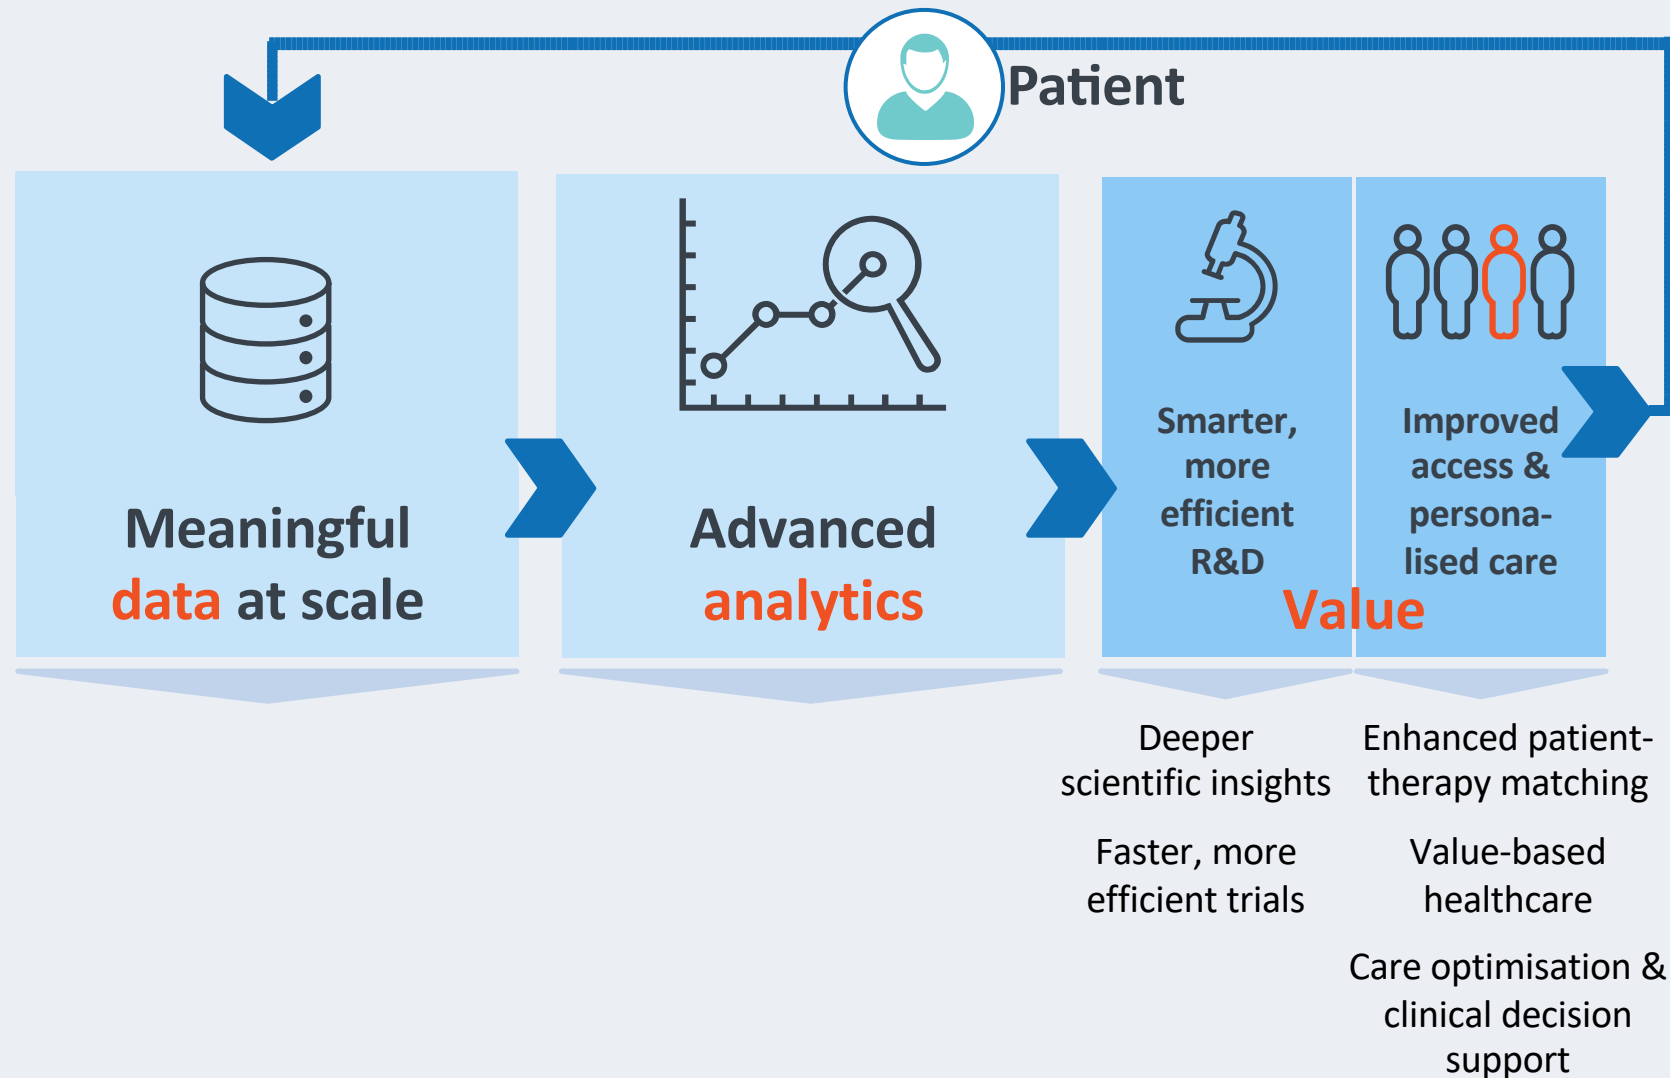 Patient
Meaningful
data at scale
Advanced
analytics
Smarter,
more
efficient
R&D
Improved
access &
persona-
lised care
Value
Deeper
scientific insights
Faster, more
efficient trials
Enhanced patient-
therapy matching
Value-based
healthcare
Care optimisation &
clinical decision
support